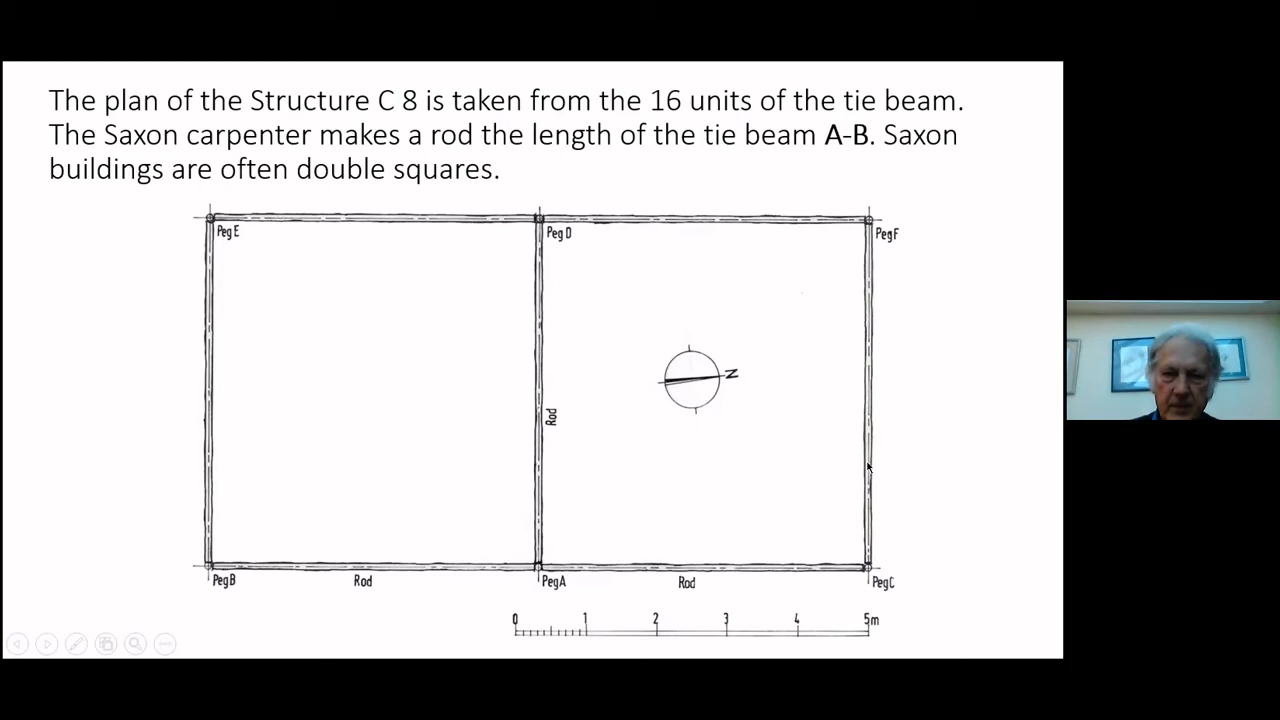 The plan of the Structure C 8 is taken from the 16 units of the tie beam.
The Saxon carpenter makes a rod the length of the tie beam A-B. Saxon
buildings are often double squares.
Peg E
Peg D
Peg F
N
Rod
Peg B
Rod
Peg A
Rod
Peg C
0 1 2 3 4 5m